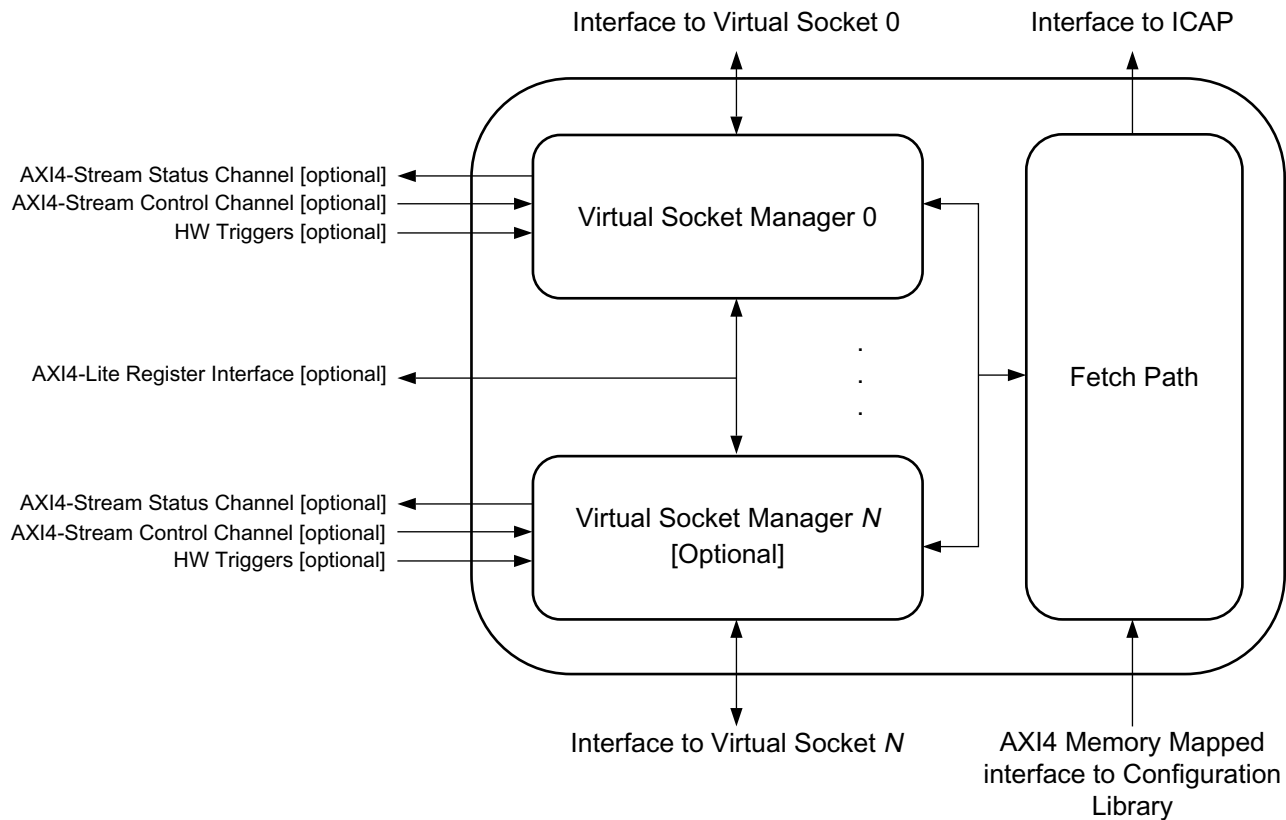 Interface to Virtual Socket 0
Interface to ICAP
AXI4-Stream Status Channel [optional]
AXI4-Stream Control Channel [optional]
HW Triggers [optional]
Virtual Socket Manager 0
AXI4-Lite Register Interface [optional]
.
.
.
Fetch Path
AXI4-Stream Status Channel [optional]
AXI4-Stream Control Channel [optional]
HW Triggers [optional]
Virtual Socket Manager N
[Optional]
Interface to Virtual Socket N
AXI4 Memory Mapped
interface to Configuration
Library